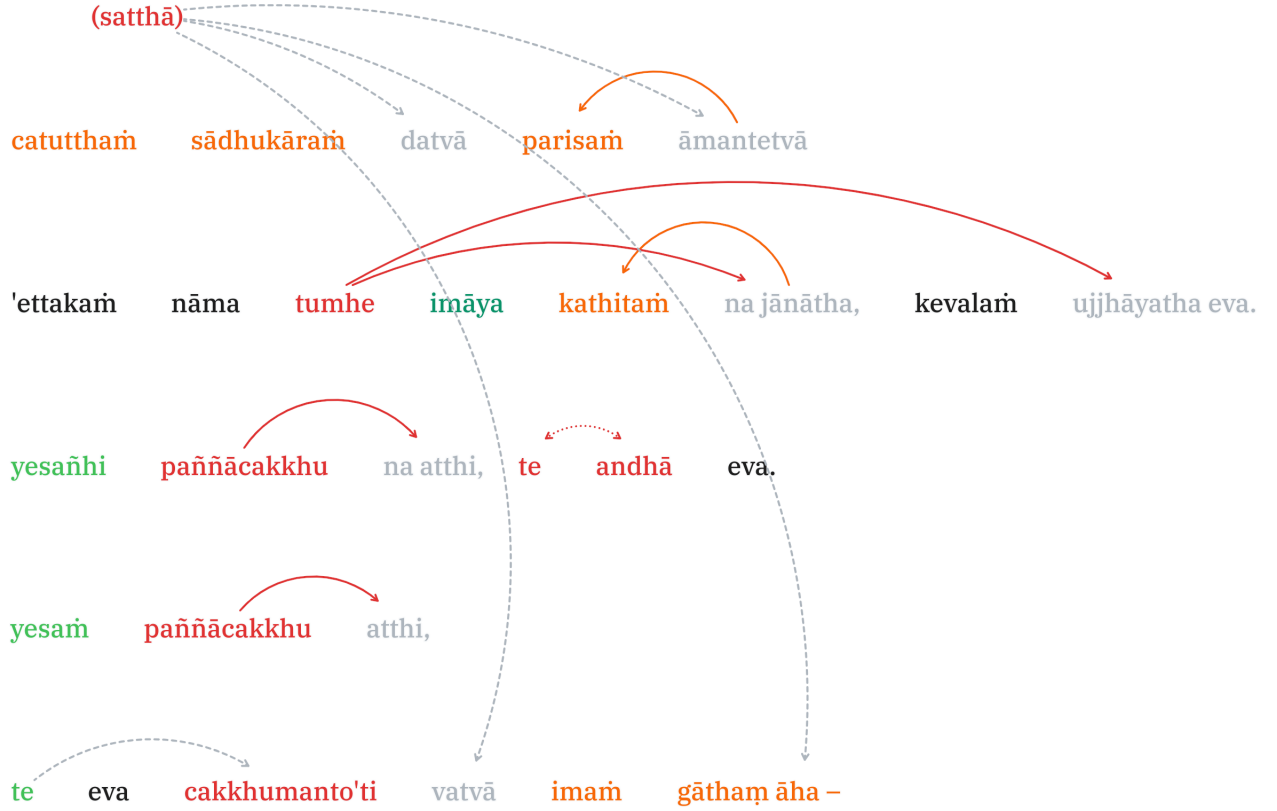 (satthā)
catutthaṁ sādhukāraṁ datvā parisaṁ āmantetvā
'ettakaṁ nāma tumhe imāya kathitaṁ na jānātha, kevalaṁ ujjhāyatha eva.
yesañhi paññācakkhu na atthi, te andhā eva.
yesaṁ paññācakkhu atthi,
te eva cakkhumanto'ti vatvā imaṁ gāthaṃ āha –